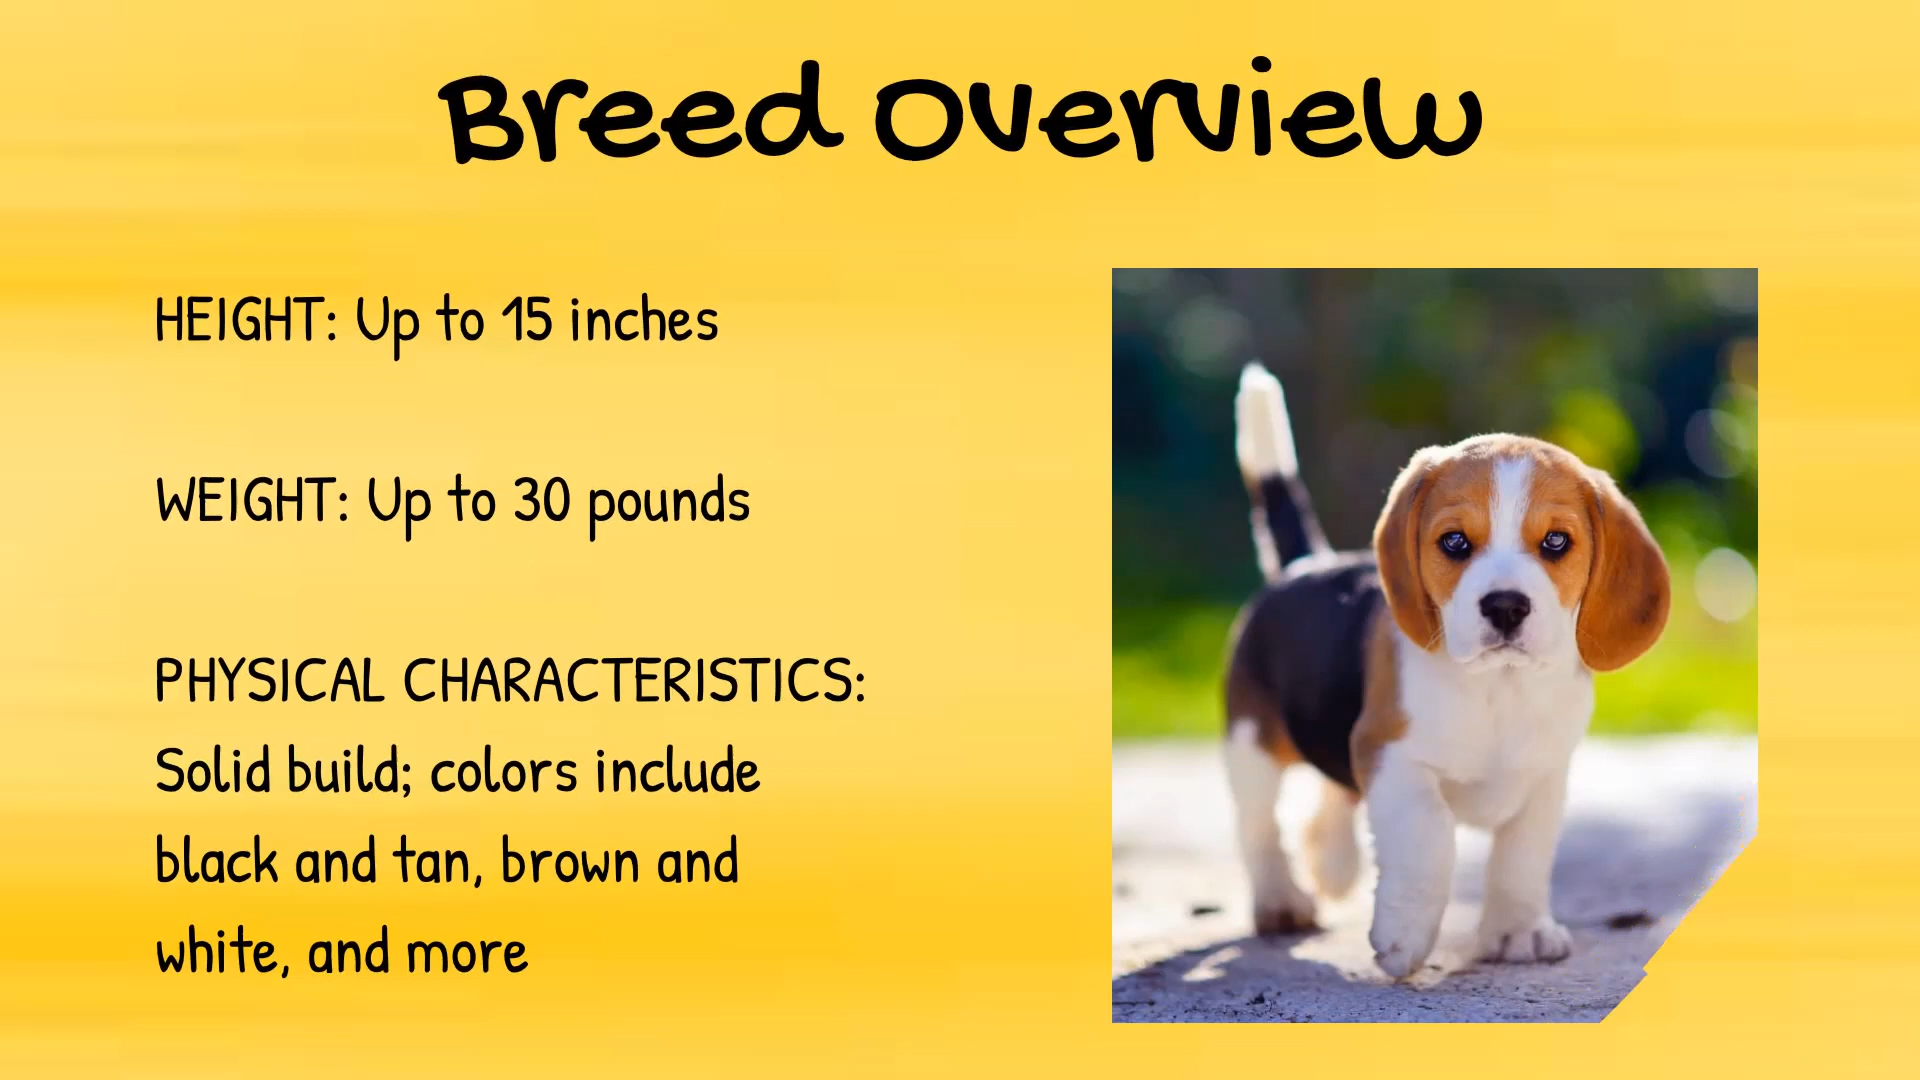 Breed Overview
HEIGHT: Up to 15 inches
WEIGHT: Up to 30 pounds
PHYSICAL CHARACTERISTICS:
Solid build; colors include
black and tan, brown and
white, and more